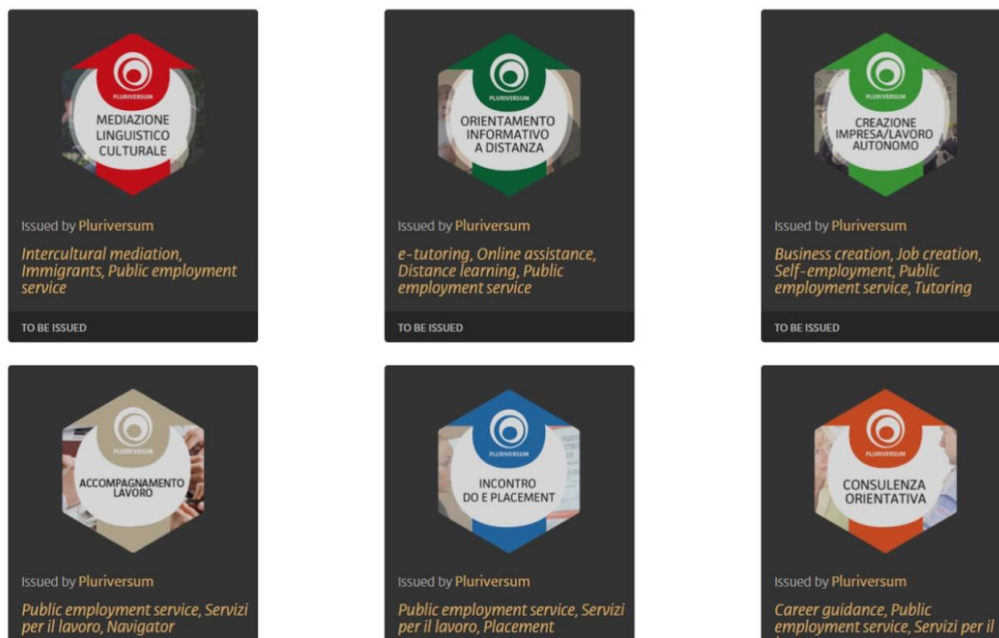 PLURIVERSUM
MEDIAZIONE
LINGUISTICO
CULTURALE
Issued by Pluriversum
Intercultural mediation,
Immigrants, Public employment
service
TO BE ISSUED
PLURIVERSUM
ORIENTAMENTO
INFORMATIVO
A DISTANZA
Issued by Pluriversum
e-tutoring, Online assistance,
Distance learning, Public
employment service
TO BE ISSUED
PLURIVERSUM
CREAZIONE
IMPRESA/LAVORO
AUTONOMO
Issued by Pluriversum
Business creation, Job creation,
Self-employment, Public
employment service, Tutoring
TO BE ISSUED
PLURIVERSUM
ACCOMPAGNAMENTO
LAVORO
Issued by Pluriversum
Public employment service, Servizi
per il lavoro, Navigator
PLURIVERSUM
INCONTRO
DO E PLACEMENT
Issued by Pluriversum
Public employment service, Servizi
per il lavoro, Placement
PLURIVERSUM
CONSULENZA
ORIENTATIVA
Issued by Pluriversum
Career guidance, Public
employment service, Servizi per il